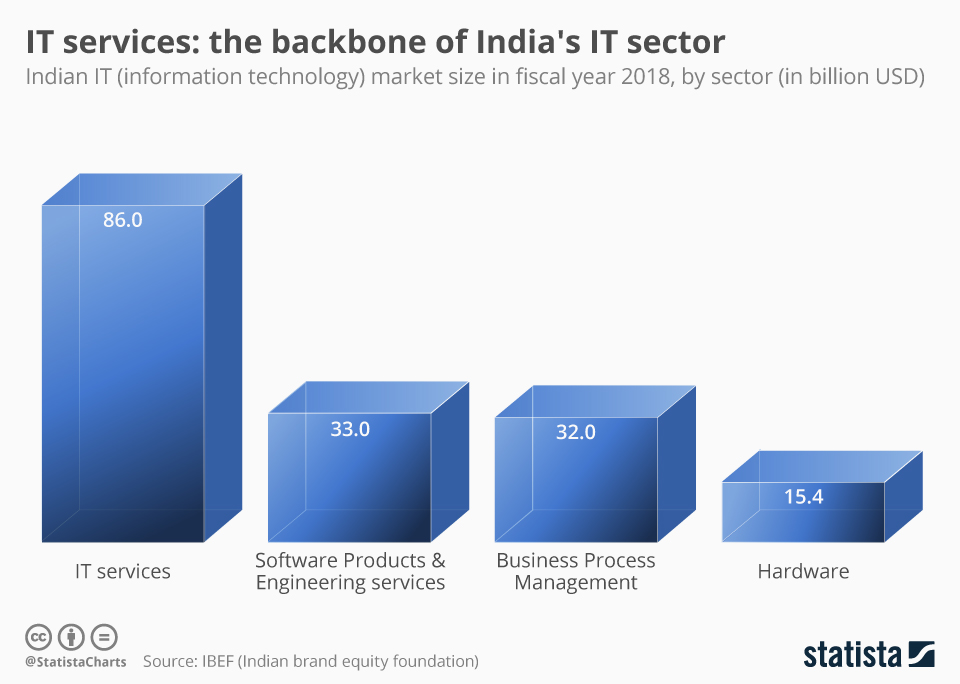 IT services: the backbone of India's IT sector
Indian IT (information technology) market size in fiscal year 2018, by sector (in billion USD)
86.0
33.0
32.0
15.4
IT services
Software Products &
Engineering services
Business Process
Management
Hardware
cc
@StatistaCharts
Source: IBEF (Indian brand equity foundation)
statista